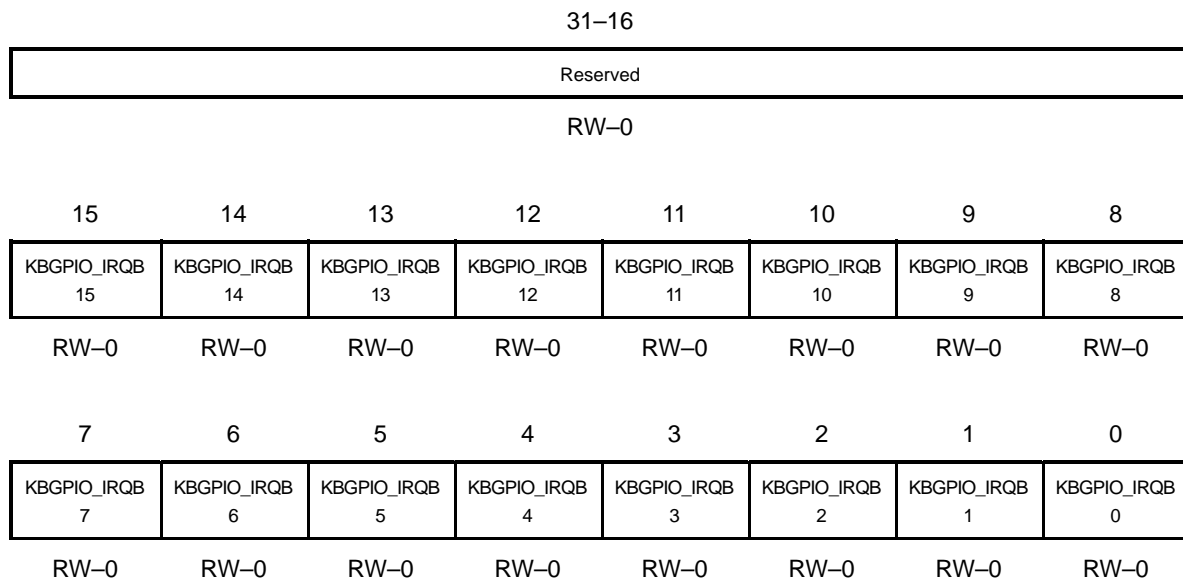 31–16
Reserved
RW–0
15 14 13 12 11 10 9 8
KBGPIO_IRQB KBGPIO_IRQB KBGPIO_IRQB KBGPIO_IRQB KBGPIO_IRQB KBGPIO_IRQB KBGPIO_IRQB KBGPIO_IRQB
15 14 13 12 11 10 9 8
RW–0 RW–0 RW–0 RW–0 RW–0 RW–0 RW–0 RW–0
7 6 5 4 3 2 1 0
KBGPIO_IRQB KBGPIO_IRQB KBGPIO_IRQB KBGPIO_IRQB KBGPIO_IRQB KBGPIO_IRQB KBGPIO_IRQB KBGPIO_IRQB
7 6 5 4 3 2 1 0
RW–0 RW–0 RW–0 RW–0 RW–0 RW–0 RW–0 RW–0